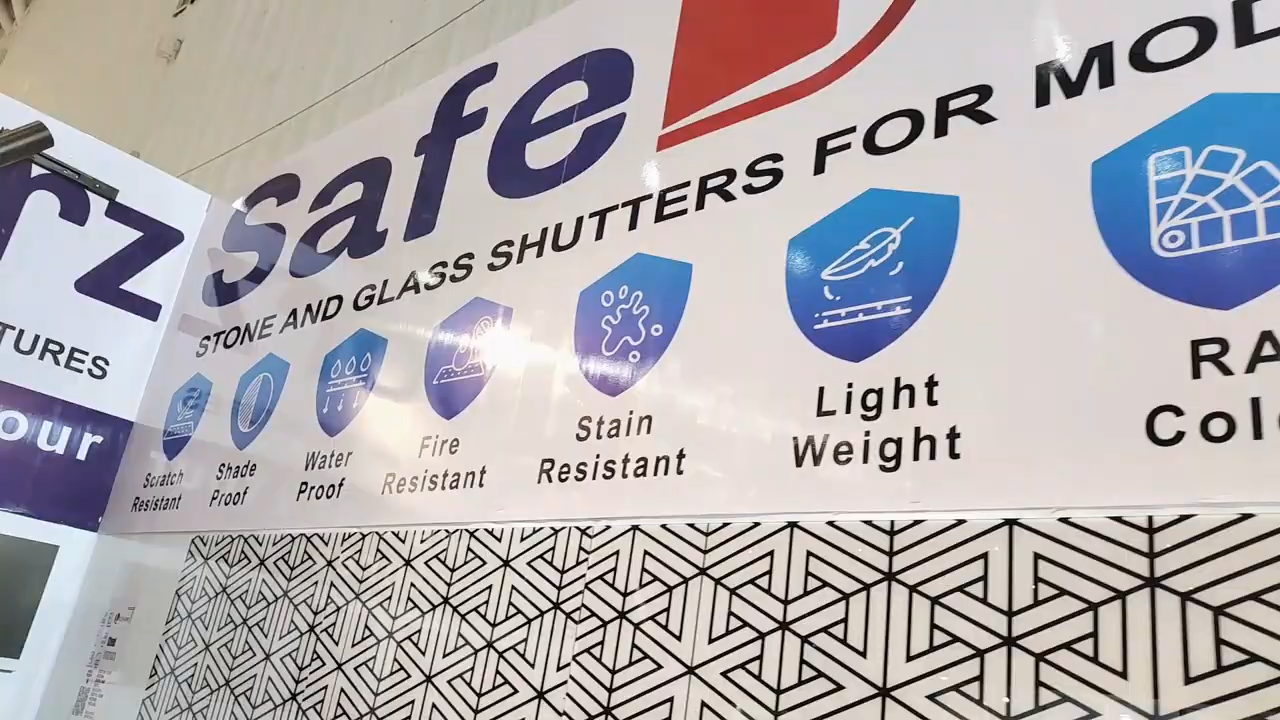 rz
TURES
our
safe
STONE AND GLASS SHUTTERS FOR MOD
Scratch
Resistant
Shade
Proof
Water
Proof
Fire
Resistant
Stain
Resistant
Light
Weight
RA
Colo